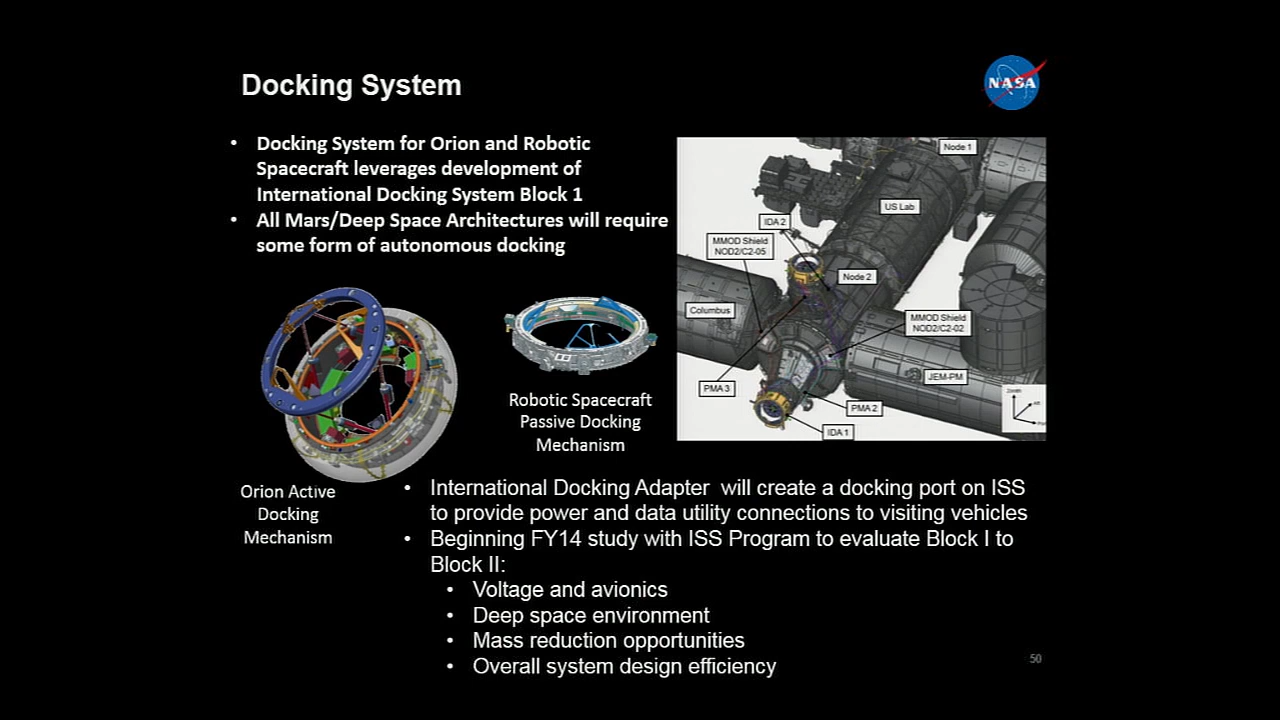 Docking System
NASA
• Docking System for Orion and Robotic
Spacecraft leverages development of
International Docking System Block 1
• All Mars/Deep Space Architectures will require
some form of autonomous docking
Node 1
US Lab
IDA 2
MMOD Shield
NOD2/C2-05
Node 2
Columbus
MMOD Shield
NOD2/C2-02
JEM-PM
PMA 3
PMA 2
IDA 1
Robotic Spacecraft
Passive Docking
Mechanism
Orion Active
Docking
Mechanism
• International Docking Adapter will create a docking port on ISS
to provide power and data utility connections to visiting vehicles
• Beginning FY14 study with ISS Program to evaluate Block I to
Block II:
• Voltage and avionics
• Deep space environment
• Mass reduction opportunities
• Overall system design efficiency
50